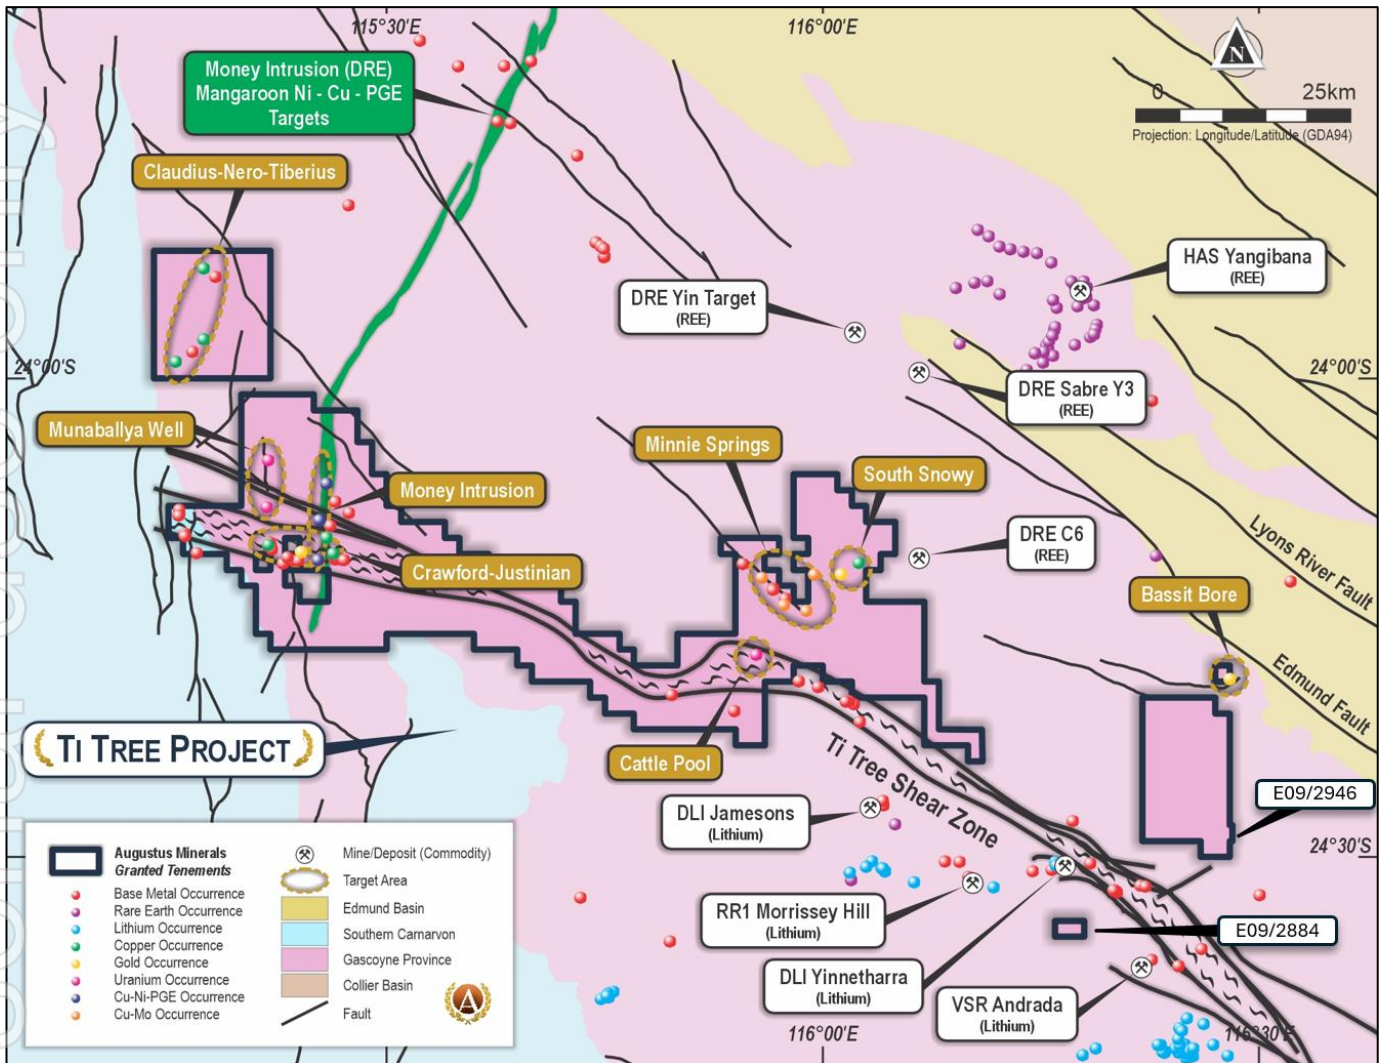 115°30'E
116°00'E
N
0 25km
Projection: Longitude/Latitude (GDA94)
Money Intrusion (DRE)
Mangaroon Ni - Cu - PGE
Targets
Claudius-Nero-Tiberius
HAS Yangibana
(REE)
DRE Yin Target
(REE)
24°00'S
24°00'S
DRE Sabre Y3
(REE)
Munaballya Well
Minnie Springs
South Snowy
Money Intrusion
DRE C6
(REE)
Lyons River Fault
Crawford-Justinian
Bassit Bore
Edmund Fault
TI TREE PROJECT
Cattle Pool
Ti Tree Shear Zone
E09/2946
DLI Jamesons
(Lithium)
24°30'S
RR1 Morrissey Hill
(Lithium)
E09/2884
DLI Yinnetharra
(Lithium)
VSR Andrada
(Lithium)
116°00'E
116°30'E
Augustus Minerals
Granted Tenements
Base Metal Occurrence
Rare Earth Occurrence
Lithium Occurrence
Copper Occurrence
Gold Occurrence
Uranium Occurrence
Cu-Ni-PGE Occurrence
Cu-Mo Occurrence
Mine/Deposit (Commodity)
Target Area
Edmund Basin
Southern Carnarvon
Gascoyne Province
Collier Basin
Fault
A